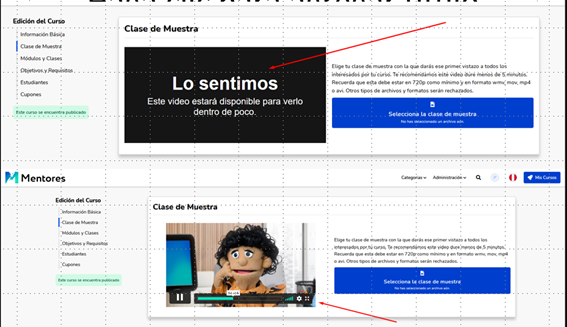 Edición del Curso
Información Básica
Clase de Muestra
Módulos y Clases
Objetivos y Requisitos
Estudiantes
Cupones
Este curso se encuentra publicado
Clase de Muestra
Lo sentimos
Este video estará disponible para verlo
dentro de poco.
Elige tu clase de muestra con la que darás ese primer vistazo a todos los
interesados por tu curso. Te recomendamos este video dure menos de 5 minutos.
Recuerda que esta debe estar en 720p como mínimo y en formato wmv, mov, mp4
o avi. Otros tipos de archivos y formatos serán rechazados.
Selecciona la clase de muestra
No has seleccionado un archivo aún.
Mentores
Categorías
Administración
Mis Cursos
Edición del Curso
Información Básica
Clase de Muestra
Módulos y Clases
Objetivos y Requisitos
Estudiantes
Cupones
Este curso se encuentra publicado
Clase de Muestra
Elige tu clase de muestra con la que darás ese primer vistazo a todos los
interesados por tu curso. Te recomendamos este video dure menos de 5 minutos.
Recuerda que esta debe estar en 720p como mínimo y en formato wmv, mov, mp4
o avi. Otros tipos de archivos y formatos serán rechazados.
Selecciona la clase de muestra
No has seleccionado un archivo aún.